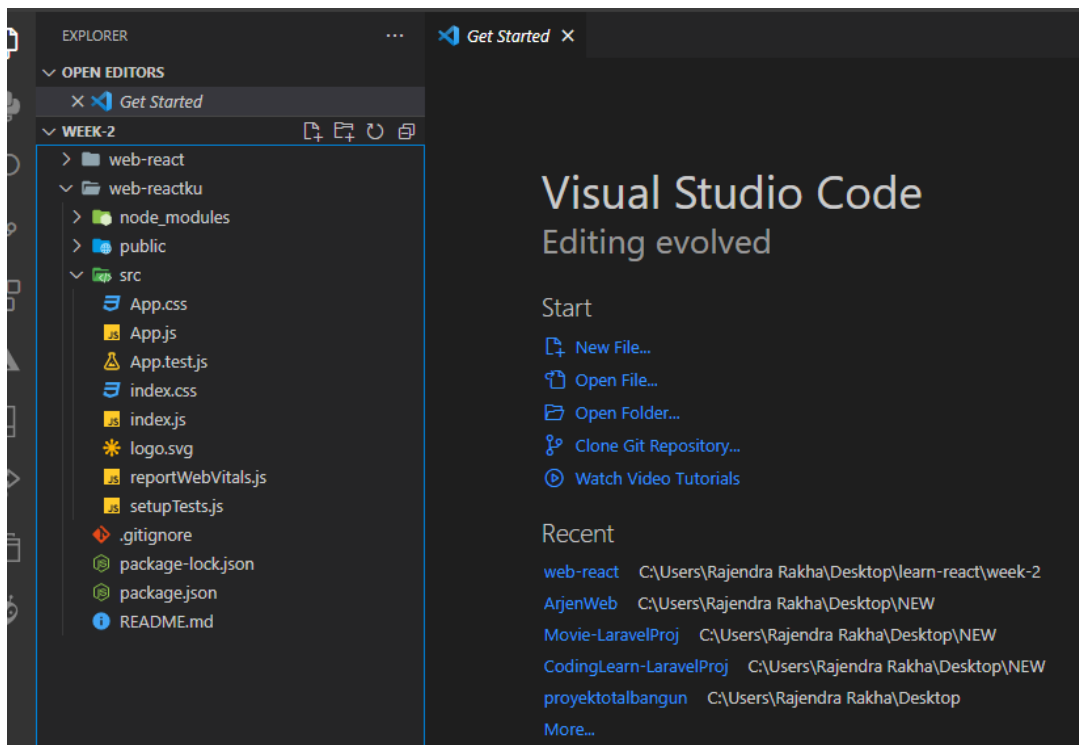 EXPLORER
Get Started
OPEN EDITORS
Get Started
WEEK-2
web-react
web-reactku
node_modules
public
src
App.css
App.js
App.test.js
index.css
index.js
logo.svg
reportWebVitals.js
setupTests.js
.gitignore
package-lock.json
package.json
README.md
Visual Studio Code
Editing evolved
Start
New File...
Open File...
Open Folder...
Clone Git Repository...
Watch Video Tutorials
Recent
web-react C:\Users\Rajendra Rakha\Desktop\learn-react\week-2
ArjenWeb C:\Users\Rajendra Rakha\Desktop\NEW
Movie-LaravelProj C:\Users\Rajendra Rakha\Desktop\NEW
CodingLearn-LaravelProj C:\Users\Rajendra Rakha\Desktop\NEW
proyektotalbangun C:\Users\Rajendra Rakha\Desktop
More...